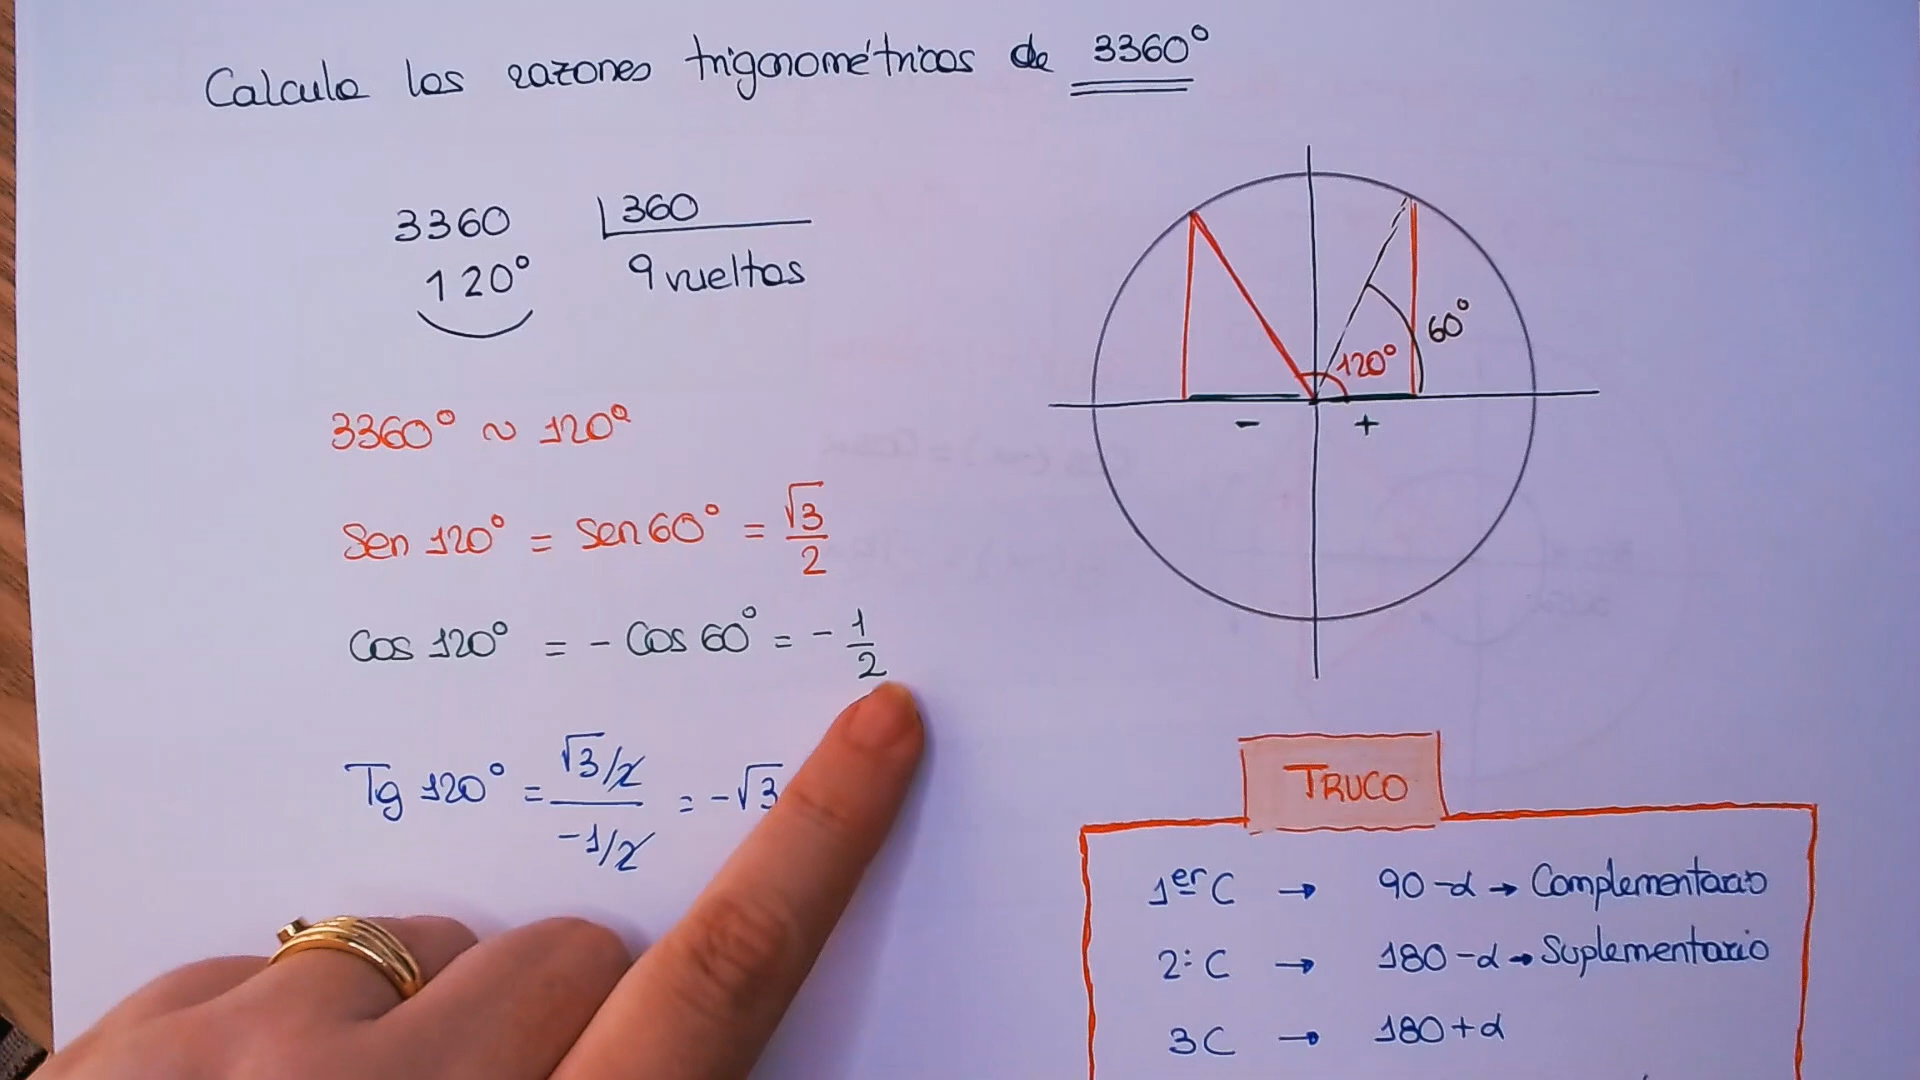 Calcula las razones trigonométricas de 3360°
3360 | 360
120° 9 vueltas
3360° ~ 120°
Sen 120° = Sen 60° = √3/2
Cos 120° = - Cos 60° = - 1/2
Tg 120° = √3/2 / -1/2 = -√3
120°
60°
- +
TRUCO
1er C → 90-α → Complementario
2º C → 180-α → Suplementario
3C → 180+α